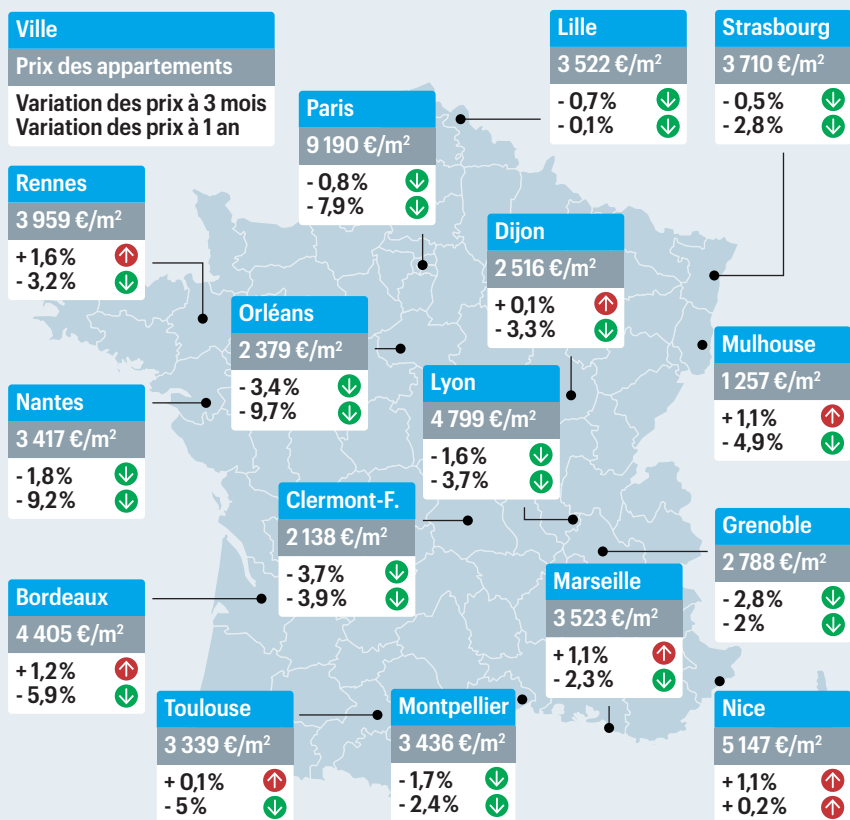 Ville
Prix des appartements
Variation des prix à 3 mois
Variation des prix à 1 an
Lille
3 522 €/m²
- 0,7%
- 0,1%
Strasbourg
3 710 €/m²
- 0,5%
- 2,8%
Paris
9 190 €/m²
- 0,8%
- 7,9%
Rennes
3 959 €/m²
+ 1,6%
- 3,2%
Dijon
2 516 €/m²
+ 0,1%
- 3,3%
Orléans
2 379 €/m²
- 3,4%
- 9,7%
Mulhouse
1 257 €/m²
+ 1,1%
- 4,9%
Lyon
4 799 €/m²
- 1,6%
- 3,7%
Nantes
3 417 €/m²
- 1,8%
- 9,2%
Clermont-F.
2 138 €/m²
- 3,7%
- 3,9%
Grenoble
2 788 €/m²
- 2,8%
- 2%
Marseille
3 523 €/m²
+ 1,1%
- 2,3%
Bordeaux
4 405 €/m²
+ 1,2%
- 5,9%
Toulouse
3 339 €/m²
+ 0,1%
- 5%
Montpellier
3 436 €/m²
- 1,7%
- 2,4%
Nice
5 147 €/m²
+ 1,1%
+ 0,2%